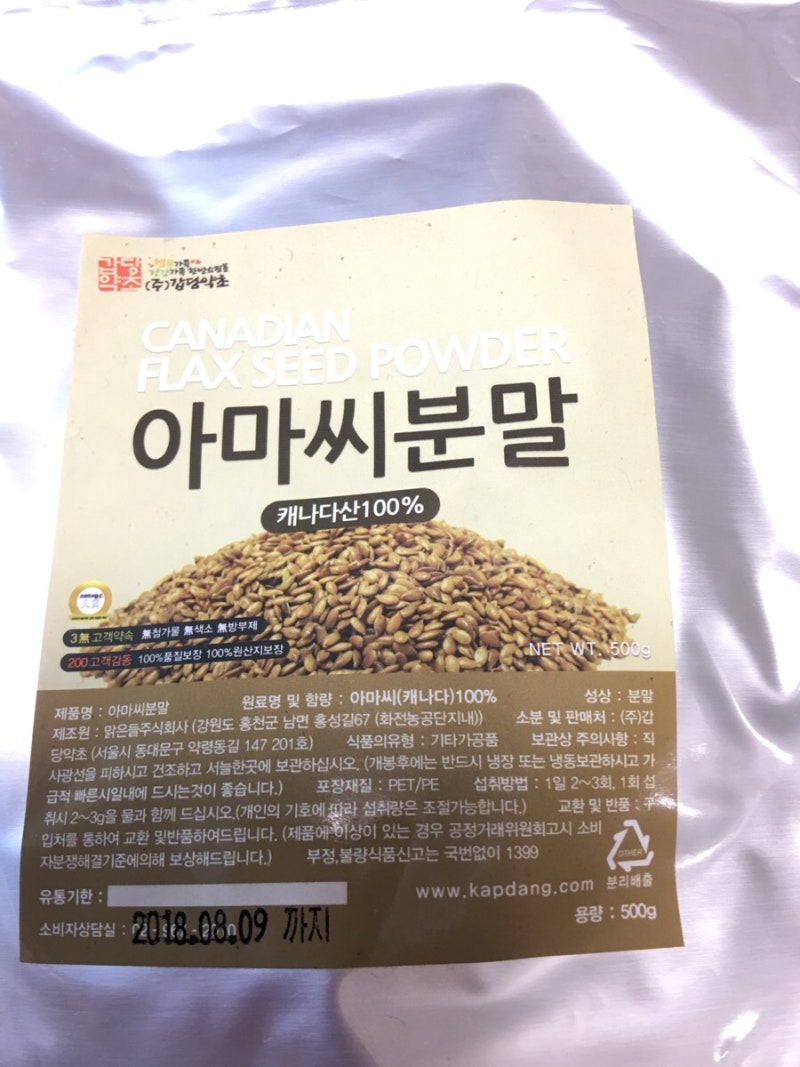 갑당
약초
(주)갑당약초
CANADIAN
FLAX SEED POWDER
아마씨분말
캐나다산100%
3無고객약속 無첨가물 無색소 無방부제
200고객감동 100%품질보장 100%원산지보장
NET WT. 500g
제품명 : 아마씨분말 원료명 및 함량 : 아마씨(캐나다)100% 성상 : 분말
제조원 : 맑은들주식회사 (강원도 홍천군 남면 홍성길67 (화전농공단지내)) 소분 및 판매처 : (주)갑
당약초 (서울시 동대문구 약령동길 147 201호) 식품의유형 : 기타가공품 보관상 주의사항 : 직
사광선을 피하시고 건조하고 서늘한곳에 보관하십시오. (개봉후에는 반드시 냉장 또는 냉동보관하시고 가
급적 빠른시일내에 드시는것이 좋습니다.) 포장재질 : PET/PE 섭취방법 : 1일 2~3회, 1회 섭
취시 2~3g을 물과 함께 드십시오.(개인의 기호에 따라 섭취량은 조절가능합니다.) 교환 및 반품 : 구
입처를 통하여 교환 및반품하여드립니다. (제품에 이상이 있는 경우 공정거래위원회고시 소비
자분쟁해결기준에의해 보상해드립니다.) 부정,불량식품신고는 국번없이 1399
OTHER
분리배출
유통기한 :
www.kapdang.com
용량 : 500g
소비자상담실 :
2018.08.09 까지